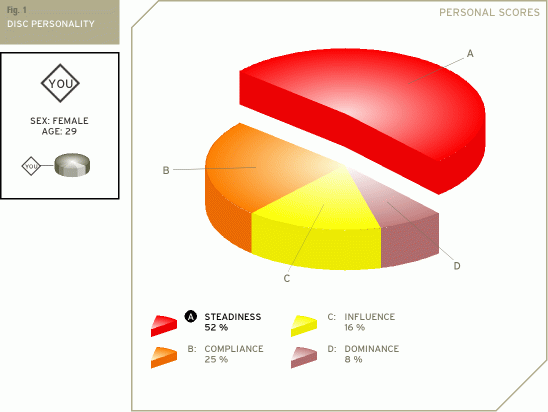 Fig. 1
DISC PERSONALITY
PERSONAL SCORES
YOU
SEX: FEMALE
AGE: 29
YOU
A
B
C
D
A STEADINESS
52 %
B: COMPLIANCE
25 %
C: INFLUENCE
16 %
D: DOMINANCE
8 %